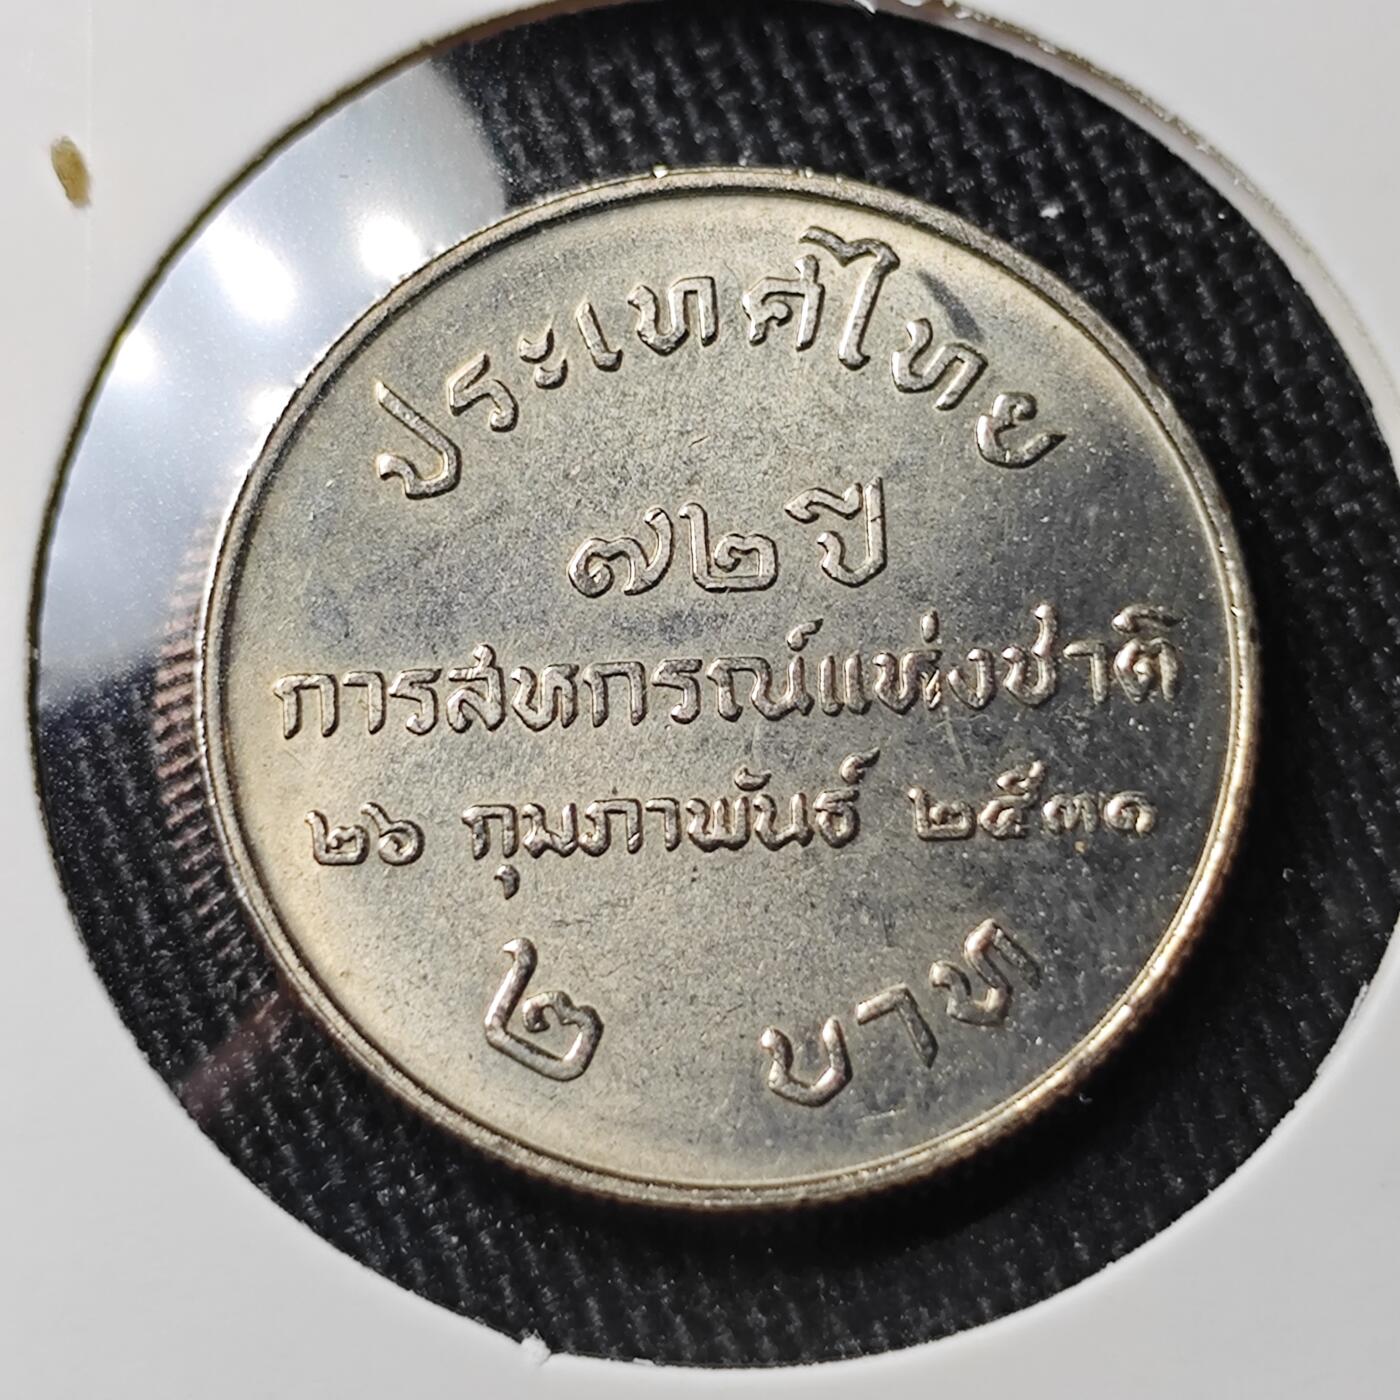 ประเทศไทย
๗๒ ปี
การสหกรณ์แห่งชาติ
๒๖ กุมภาพันธ์ ๒๕๓๑
๒ บาท